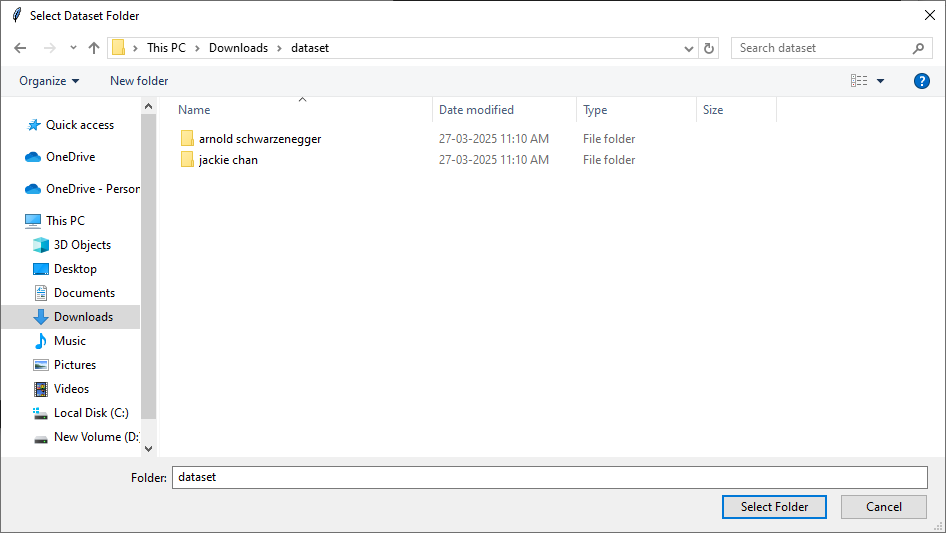 Select Dataset Folder
This PC > Downloads > dataset
Search dataset
Organize
New folder
?
Name Date modified Type Size
arnold schwarzenegger 27-03-2025 11:10 AM File folder
jackie chan 27-03-2025 11:10 AM File folder
Quick access
OneDrive
OneDrive - Person
This PC
3D Objects
Desktop
Documents
Downloads
Music
Pictures
Videos
Local Disk (C:)
New Volume (D:
Folder: dataset
Select Folder Cancel